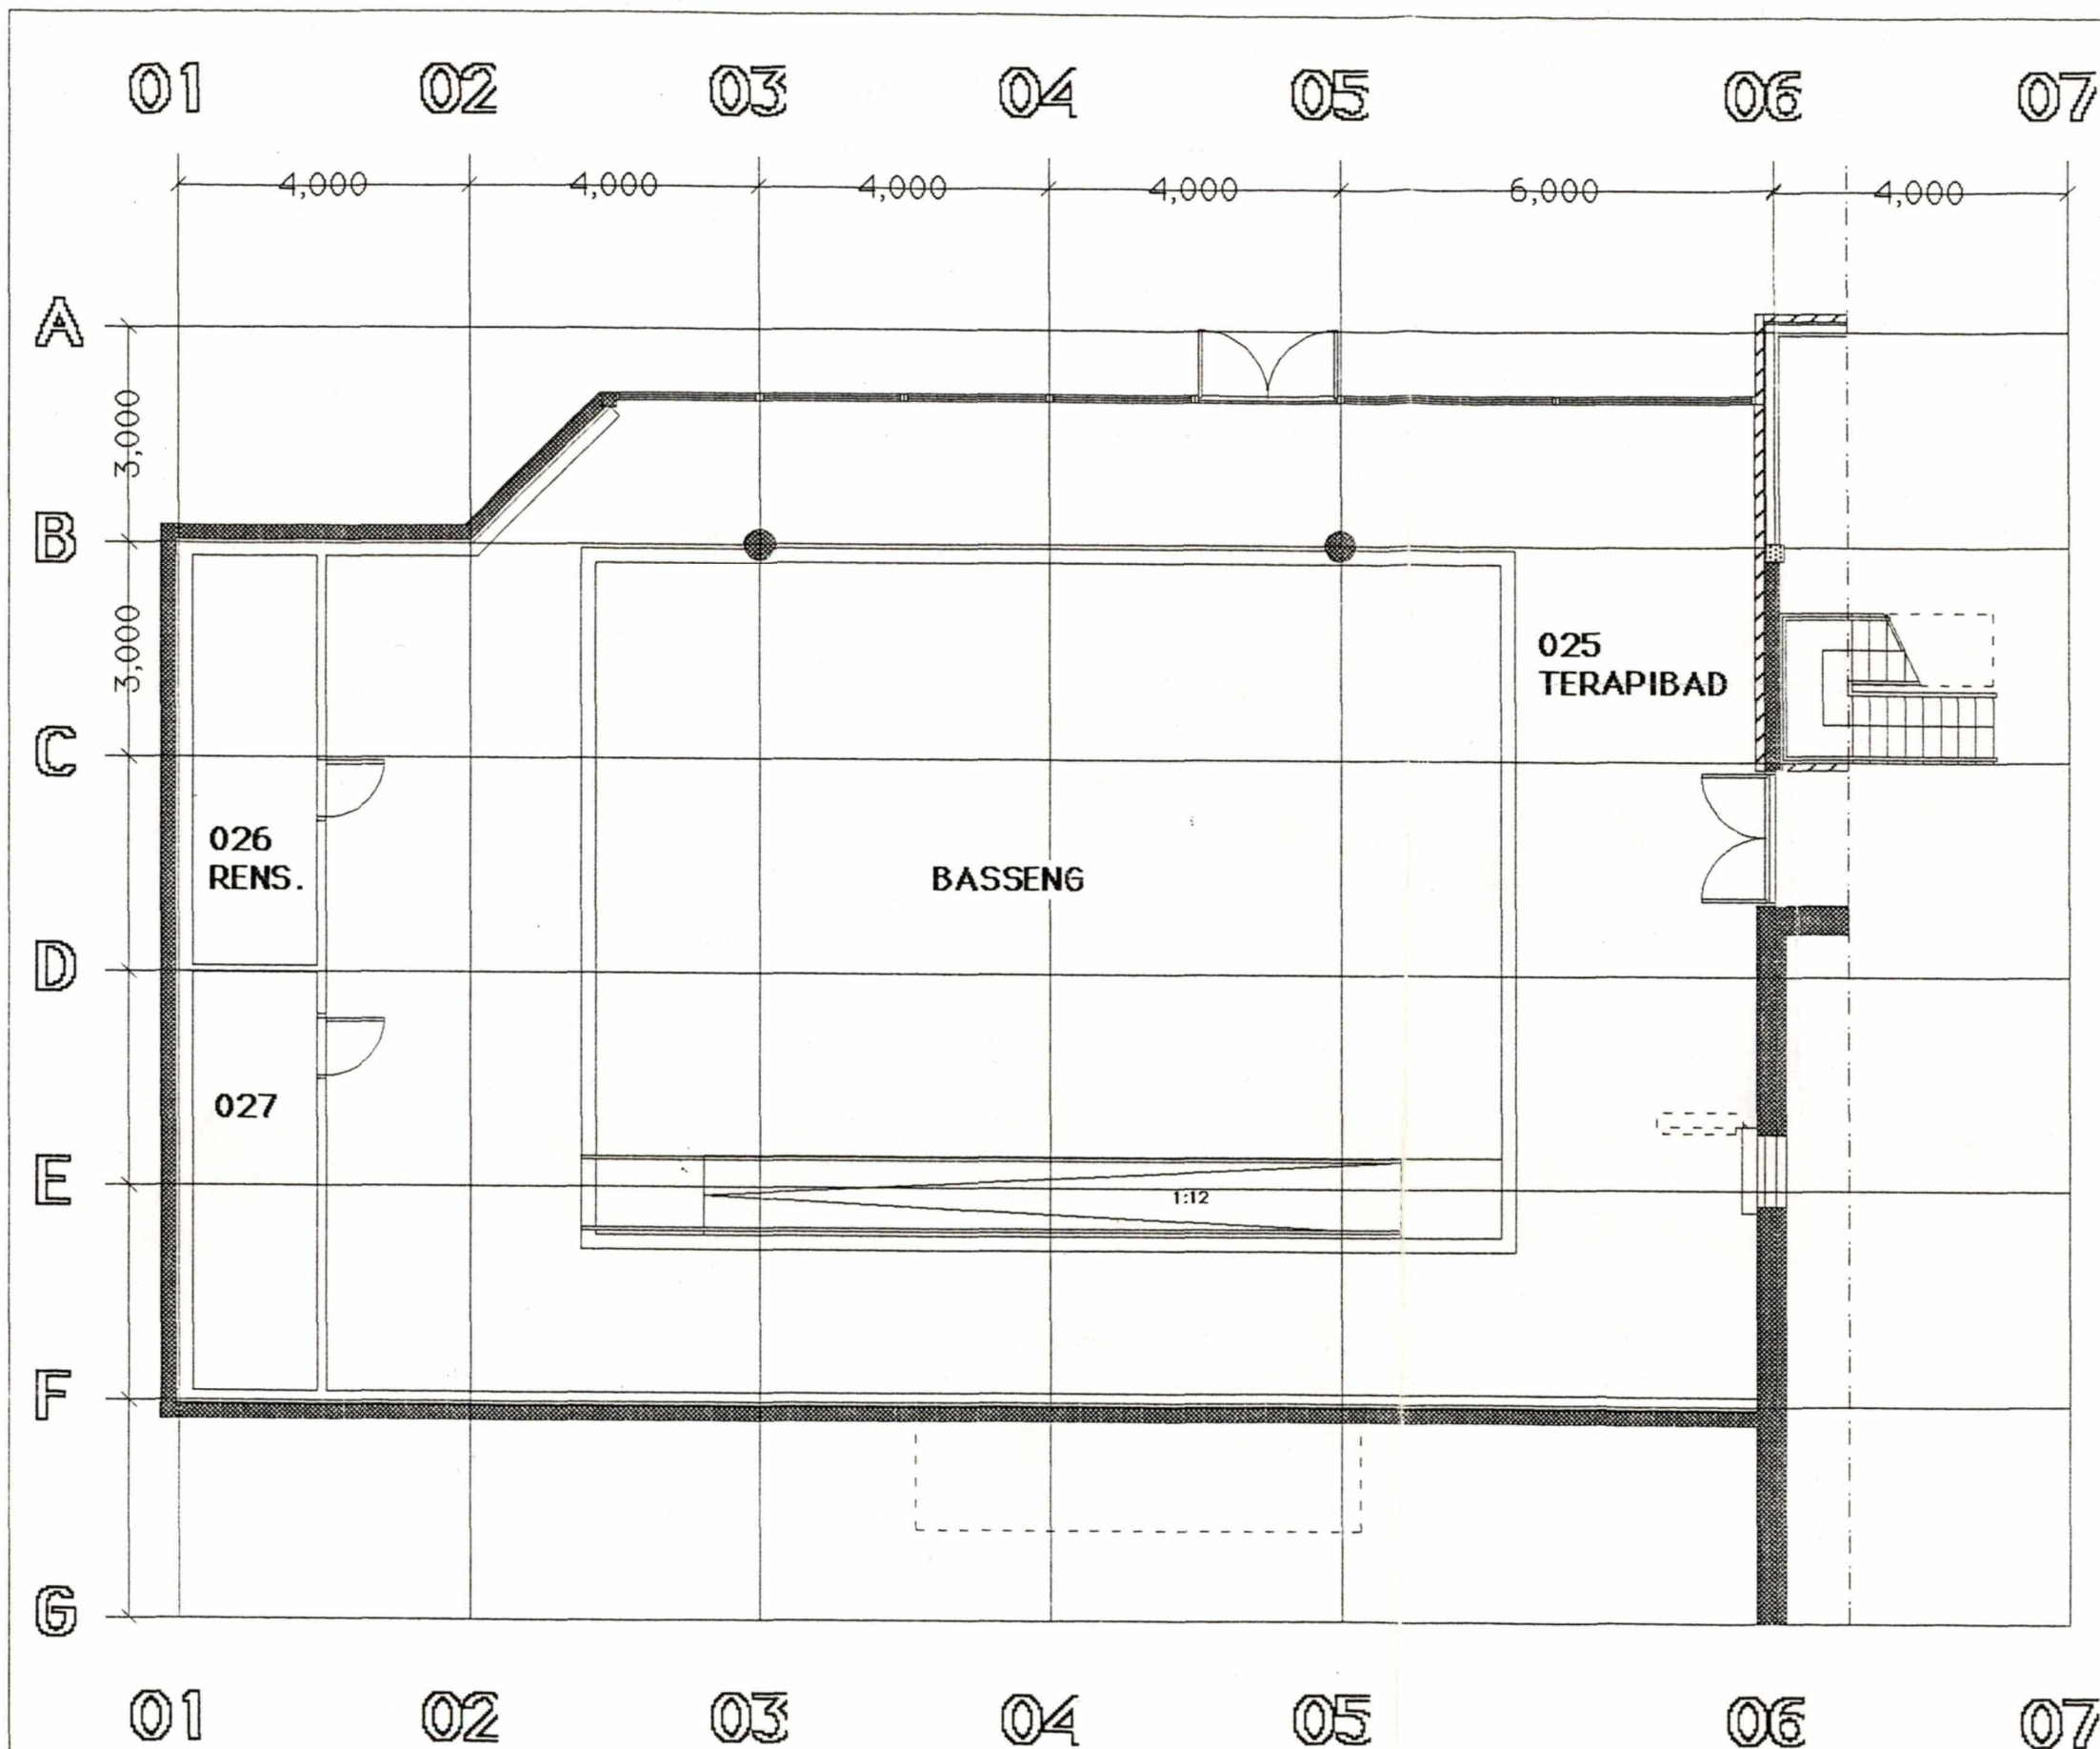 01 02 03 04 05 06 07
4,000 4,000 4,000 4,000 6,000 4,000
A
3,000
B
3,000
025
TERAPIBAD
C
026
RENS.
BASSENG
D
027
E
1:12
F
G
01 02 03 04 05 06 07